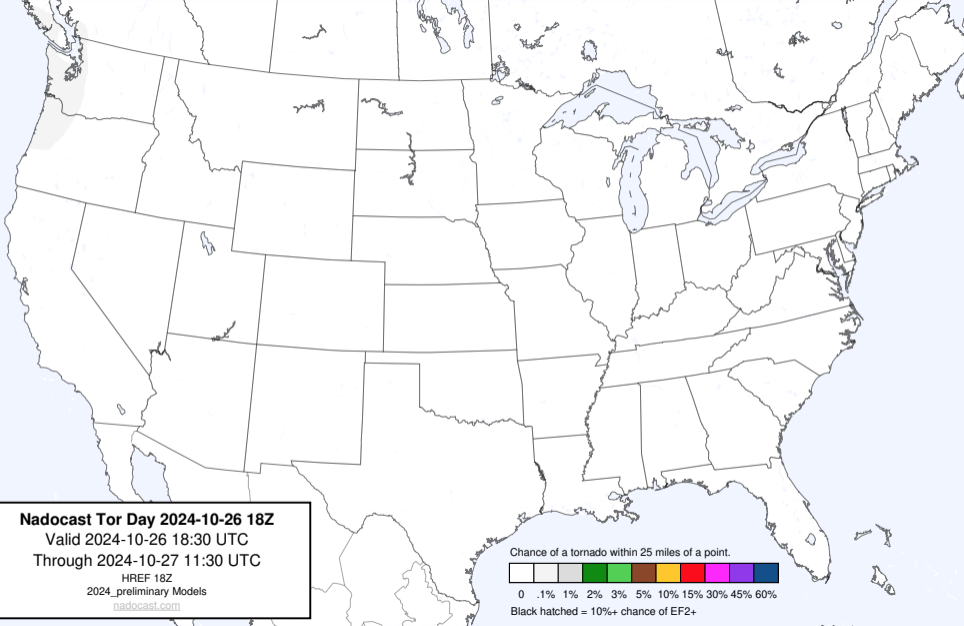 Nadocast Tor Day 2024-10-26 18Z
Valid 2024-10-26 18:30 UTC
Through 2024-10-27 11:30 UTC
HREF 18Z
2024_preliminary Models
nadocast.com
Chance of a tornado within 25 miles of a point.
0 .1% 1% 2% 3% 5% 10% 15% 30% 45% 60%
Black hatched = 10%+ chance of EF2+